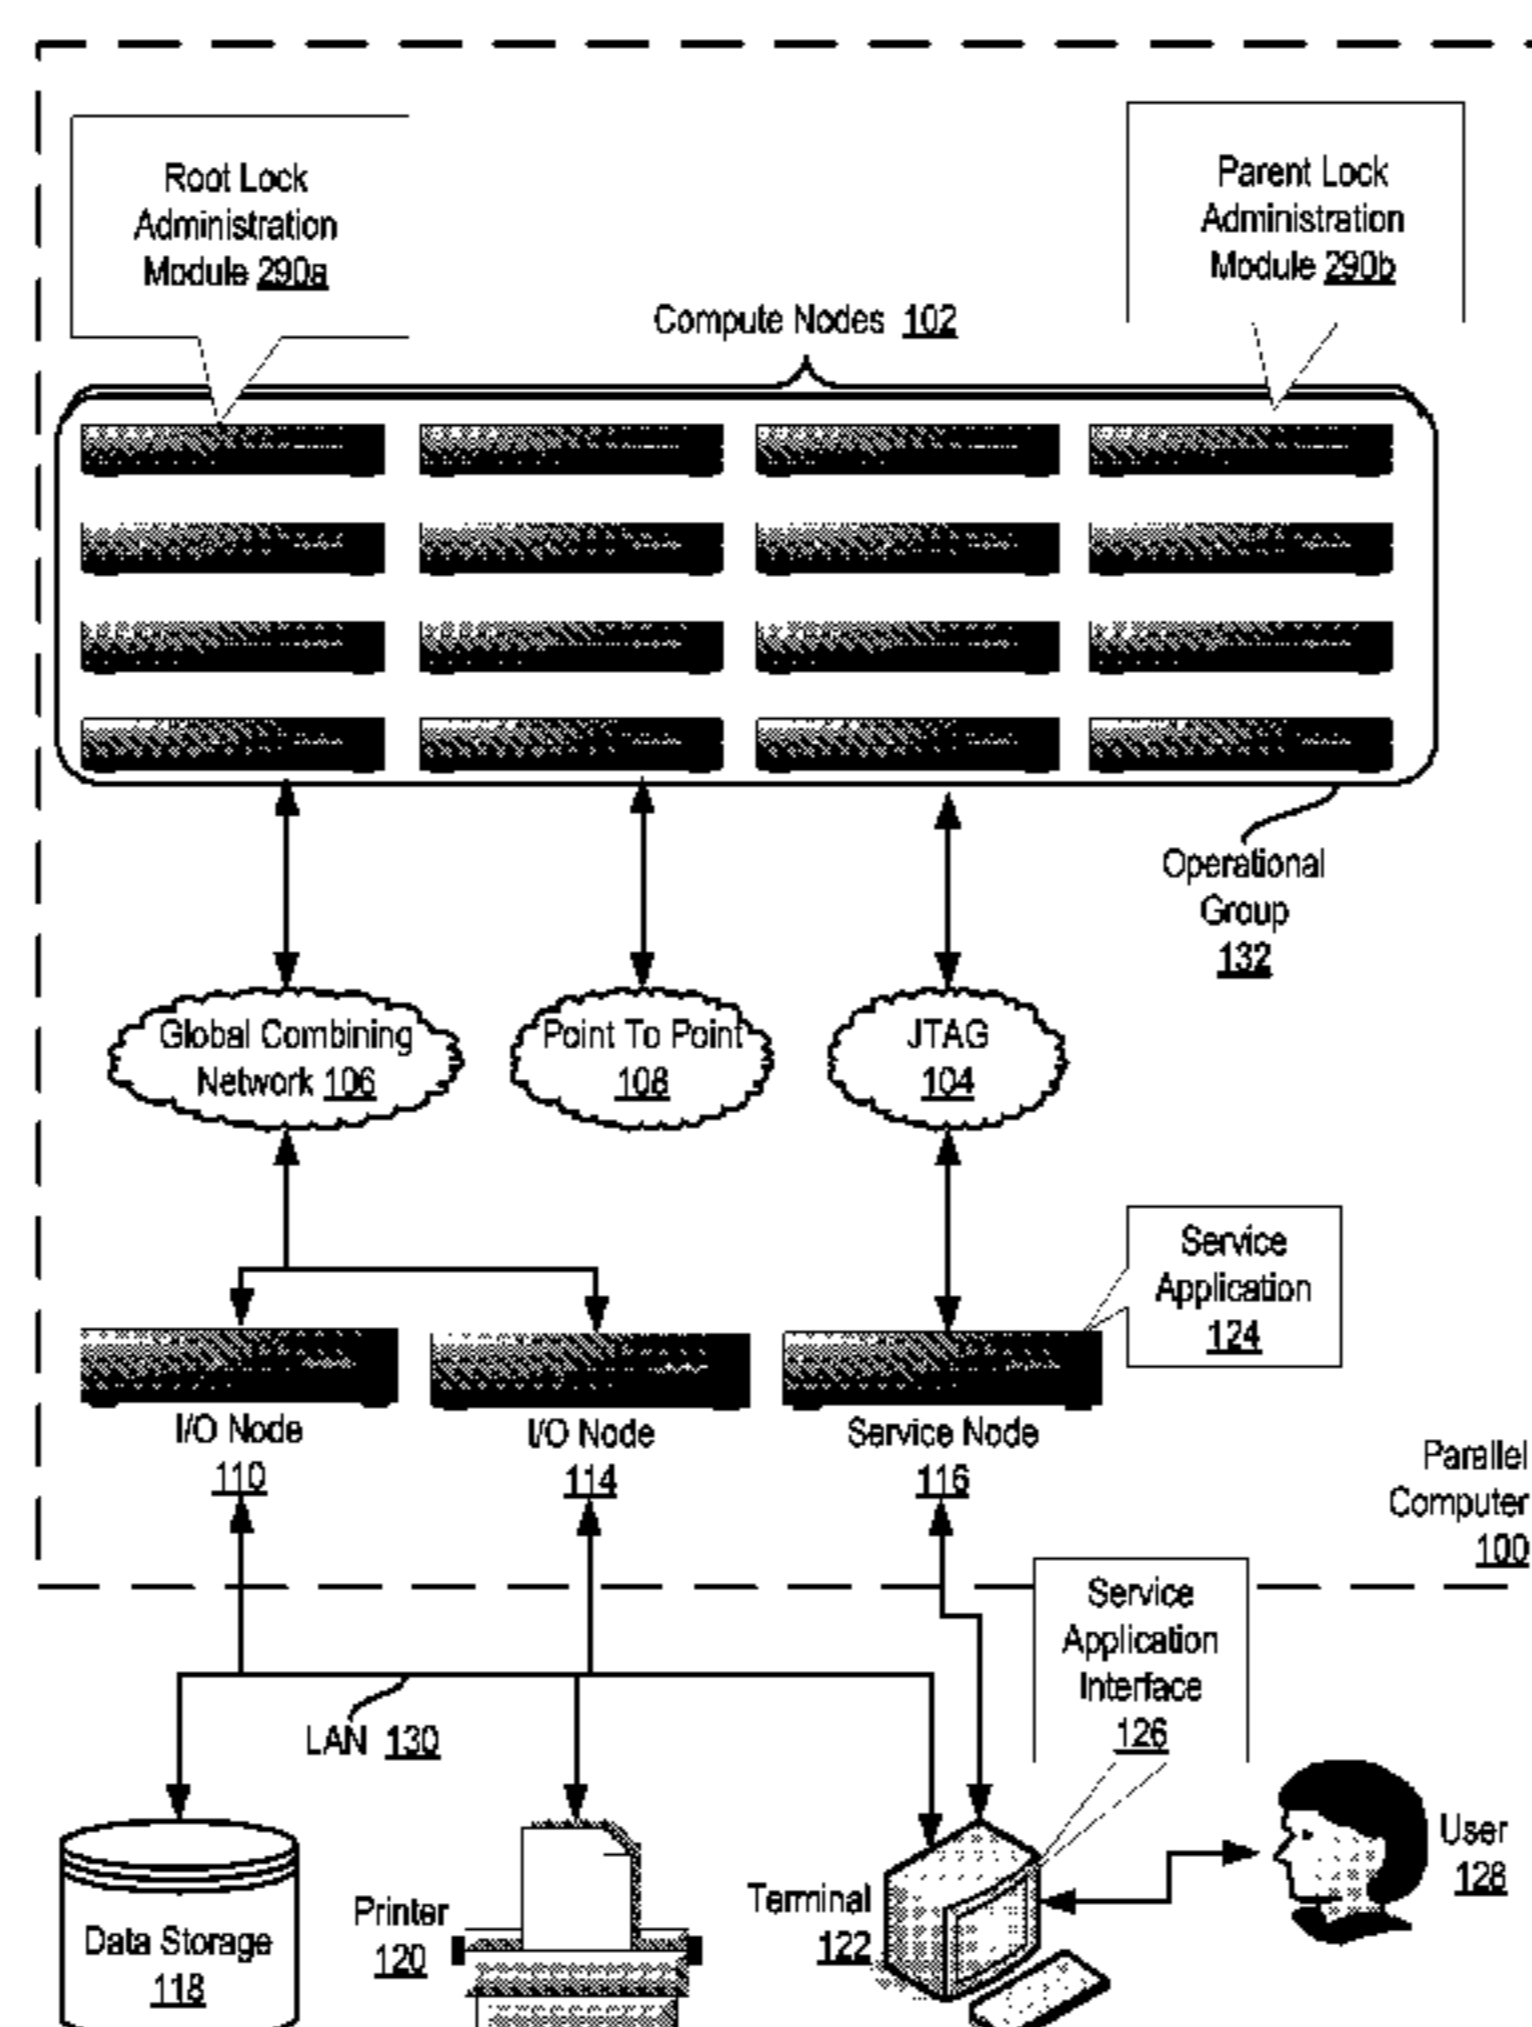 Root Lock
Administration
Module 290a
Parent Lock
Administration
Module 290b
Compute Nodes 102
Operational
Group
132
Global Combining
Network 106
Point To Point
108
JTAG
104
Service
Application
124
I/O Node
110
I/O Node
114
Service Node
116
Parallel
Computer
100
Service
Application
Interface
126
LAN 130
User
128
Printer
120
Terminal
122
Data Storage
118